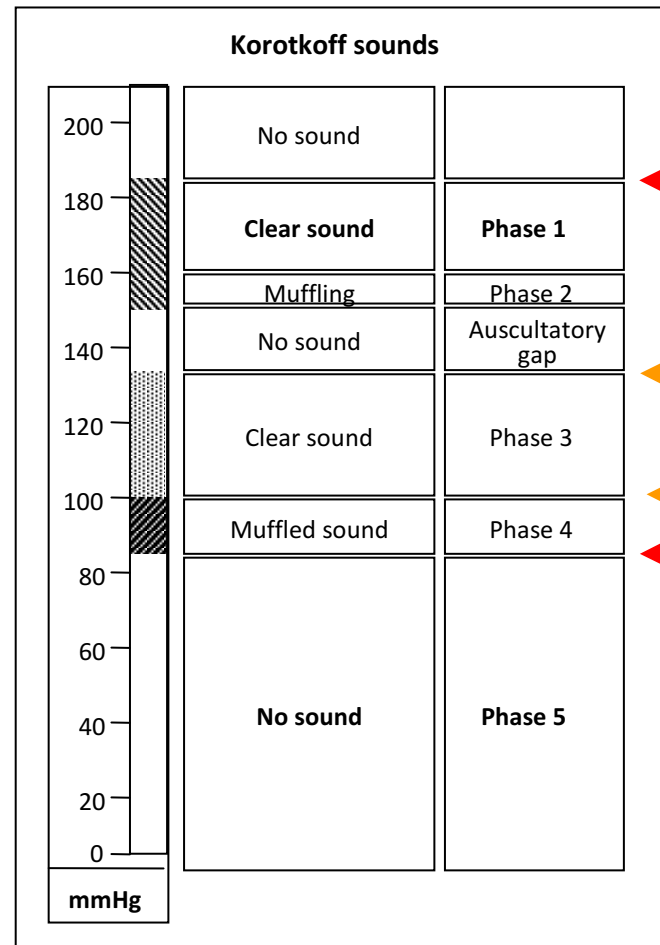 Korotkoff sounds
200
No sound
180
Clear sound Phase 1
160
Muffling Phase 2
No sound Auscultatory
gap
140
120
Clear sound Phase 3
100
Muffled sound Phase 4
80
60
No sound Phase 5
40
20
0
mmHg